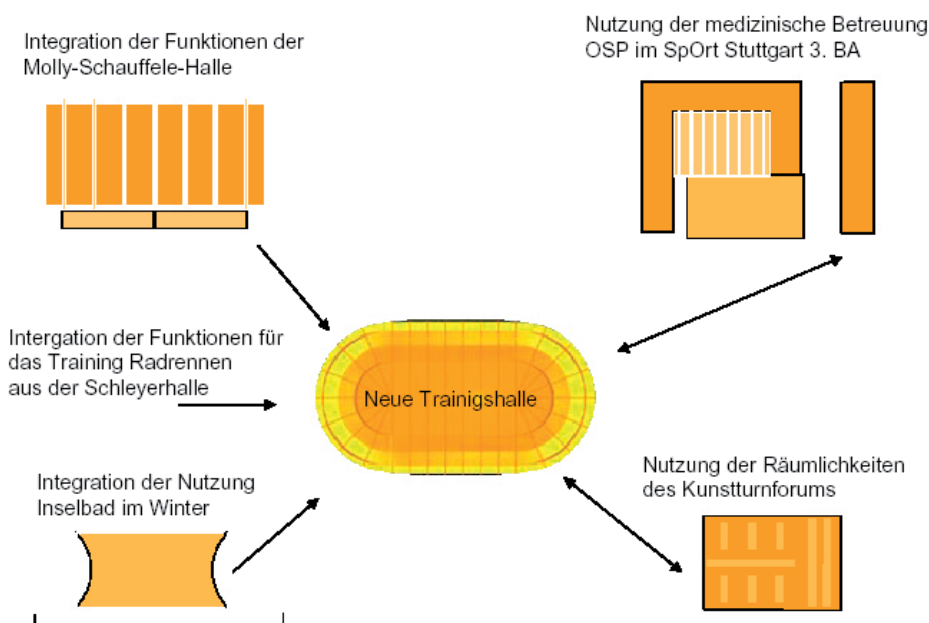 Integration der Funktionen der
Molly-Schauffele-Halle
Nutzung der medizinische Betreuung
OSP im SpOrt Stuttgart 3. BA
Intergation der Funktionen für
das Training Radrennen
aus der Schleyerhalle
Neue Trainigshalle
Integration der Nutzung
Inselbad im Winter
Nutzung der Räumlichkeiten
des Kunstturnforums